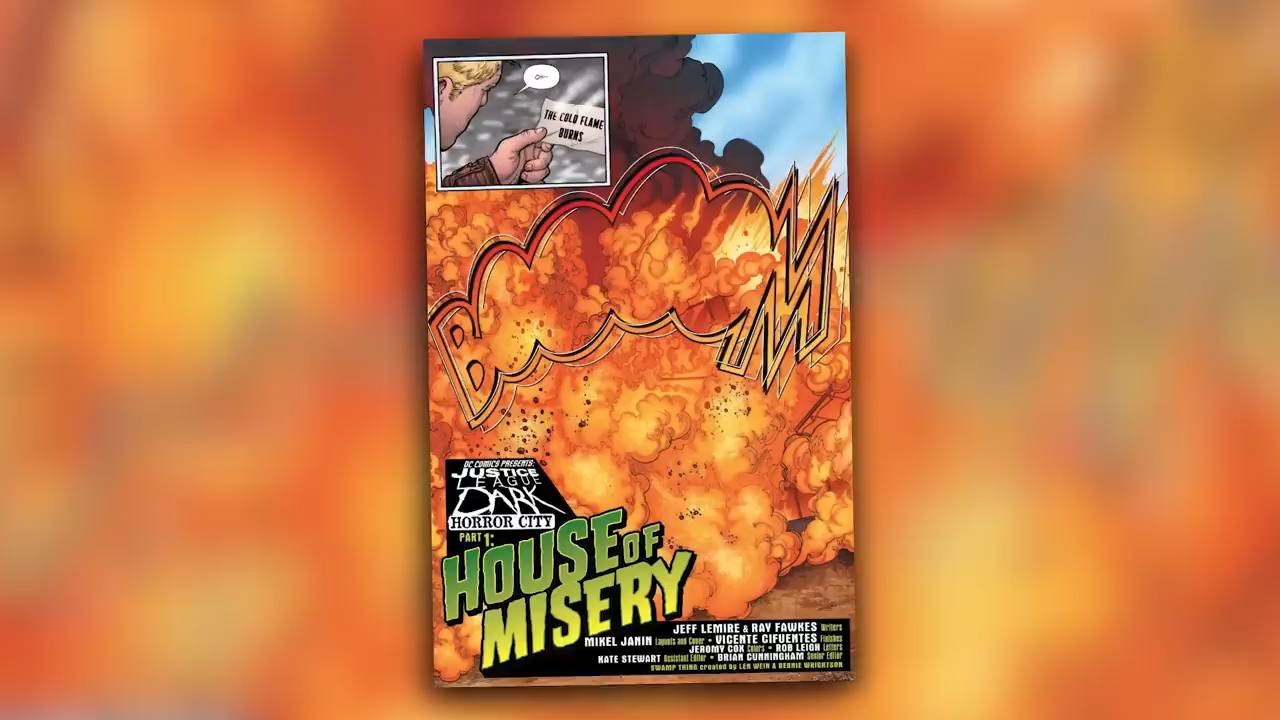 OH--
THE COLD FLAME
BURNS
BOOOM
DC COMICS PRESENTS:
JUSTICE
LEAGUE
DARK
HORROR CITY
PART 1:
HOUSE OF
MISERY
JEFF LEMIRE & RAY FAWKES Writers
MIKEL JANIN Layouts and Cover • VICENTE CIFUENTES Finishes
JEROMY COX Colors • ROB LEIGH Letters
KATE STEWART Assistant Editor • BRIAN CUNNINGHAM Senior Editor
SWAMP THING created by LEN WEIN & BERNIE WRIGHTSON